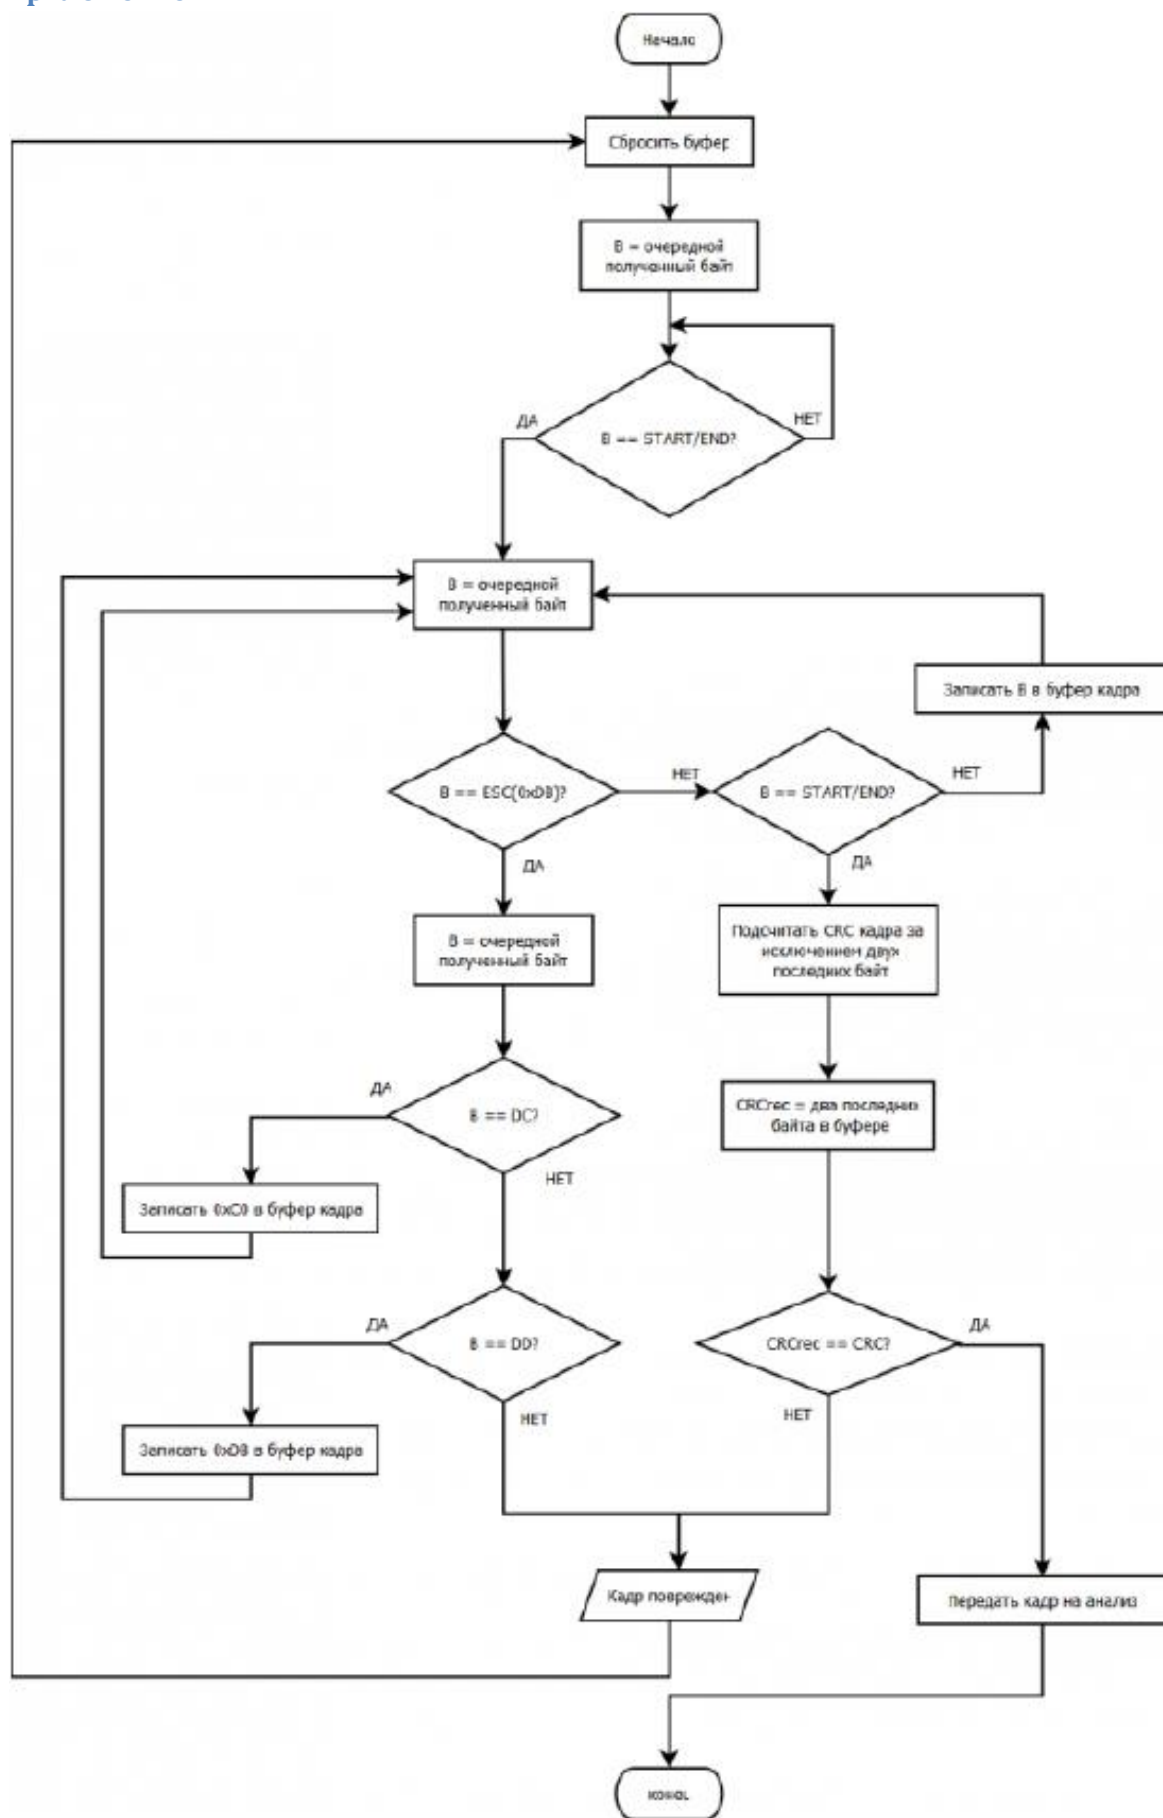 Начало
Сбросить буфер
В = очередной
полученный байт
ДА
НЕТ
В == START/END?
В = очередной
полученный байт
Записать В в буфер кадра
В == ESC(0xDB)?
НЕТ
В == START/END?
НЕТ
ДА
ДА
В = очередной
полученный байт
Подсчитать CRC кадра за
исключением двух
последних байт
ДА
В == DC?
НЕТ
CRCrec = два последних
байта в буфере
Записать 0xC0 в буфер кадра
ДА
В == DD?
НЕТ
CRCrec == CRC?
ДА
НЕТ
Записать 0xDB в буфер кадра
Кадр поврежден
Передать кадр на анализ
конец